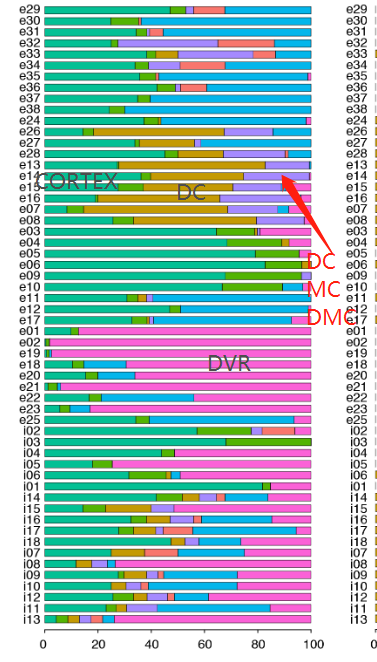 e29 e29
e30 e30
e31 e31
e32 e32
e33 e33
e34 e34
e35 e35
e36 e36
e37 e37
e38 e38
e24 e24
e26 e26
e27 e27
e28 e28
e13 e13
e14 e14
CORTEX
e15 DC e15
e16 e16
e07 e07
e08 e08
e03 e03
e04 e04
e05 e05
DC
e06 e06
e09 e09
e10 MC e10
e11 e11
e12 e12
e17 DMC e17
e01 e01
e02 e02
e19 e19
e18 DVR e18
e20 e20
e21 e21
e22 e22
e23 e23
e25 e25
i02 i02
i03 i03
i04 i04
i05 i05
i06 i06
i01 i01
i14 i14
i15 i15
i16 i16
i17 i17
i18 i18
i07 i07
i08 i08
i09 i09
i10 i10
i12 i12
i11 i11
i13 i13
0 20 40 60 80 100 0